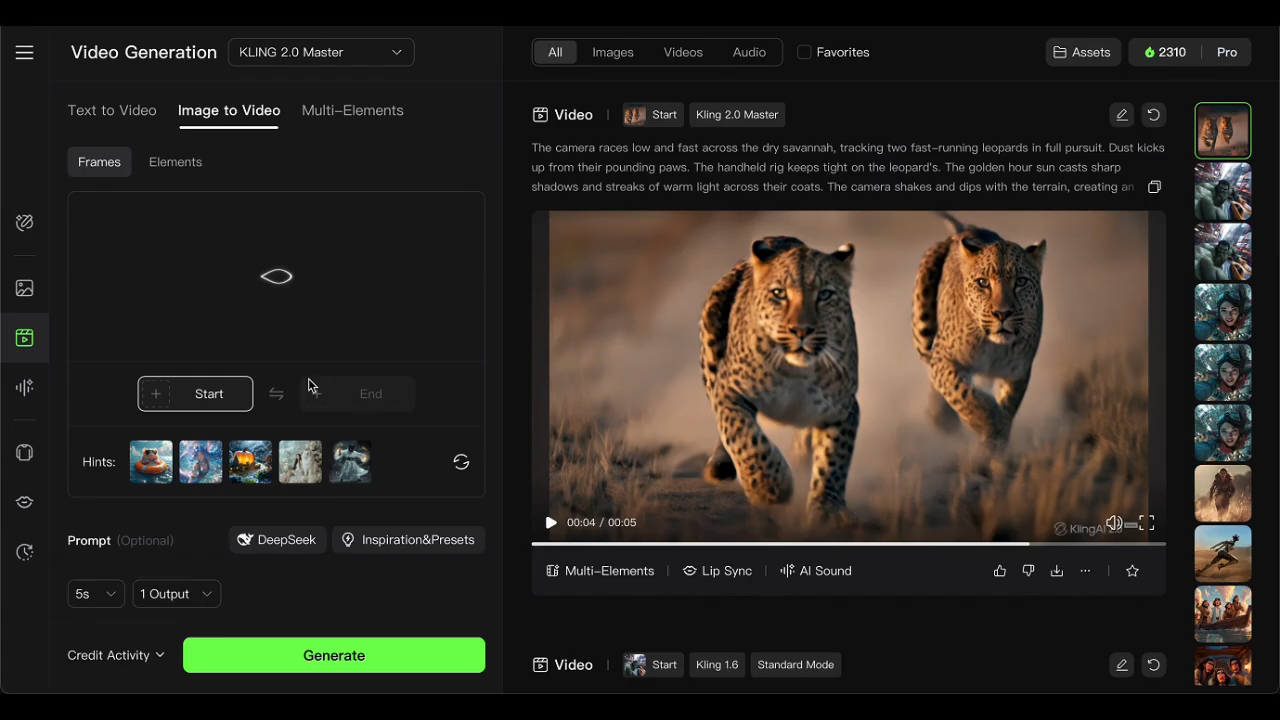 Video Generation
KLING 2.0 Master
Text to Video
Image to Video
Multi-Elements
Frames
Elements
Start
End
Hints:
Prompt (Optional)
DeepSeek
Inspiration&Presets
5s
1 Output
Credit Activity
Generate
All
Images
Videos
Audio
Favorites
Assets
2310
Pro
Video
Start
Kling 2.0 Master
The camera races low and fast across the dry savannah, tracking two fast-running leopards in full pursuit. Dust kicks
up from their pounding paws. The handheld rig keeps tight on the leopard's. The golden hour sun casts sharp
shadows and streaks of warm light across their coats. The camera shakes and dips with the terrain, creating an
00:04 / 00:05
KlingAI 2.0
Multi-Elements
Lip Sync
AI Sound
Video
Start
Kling 1.6
Standard Mode